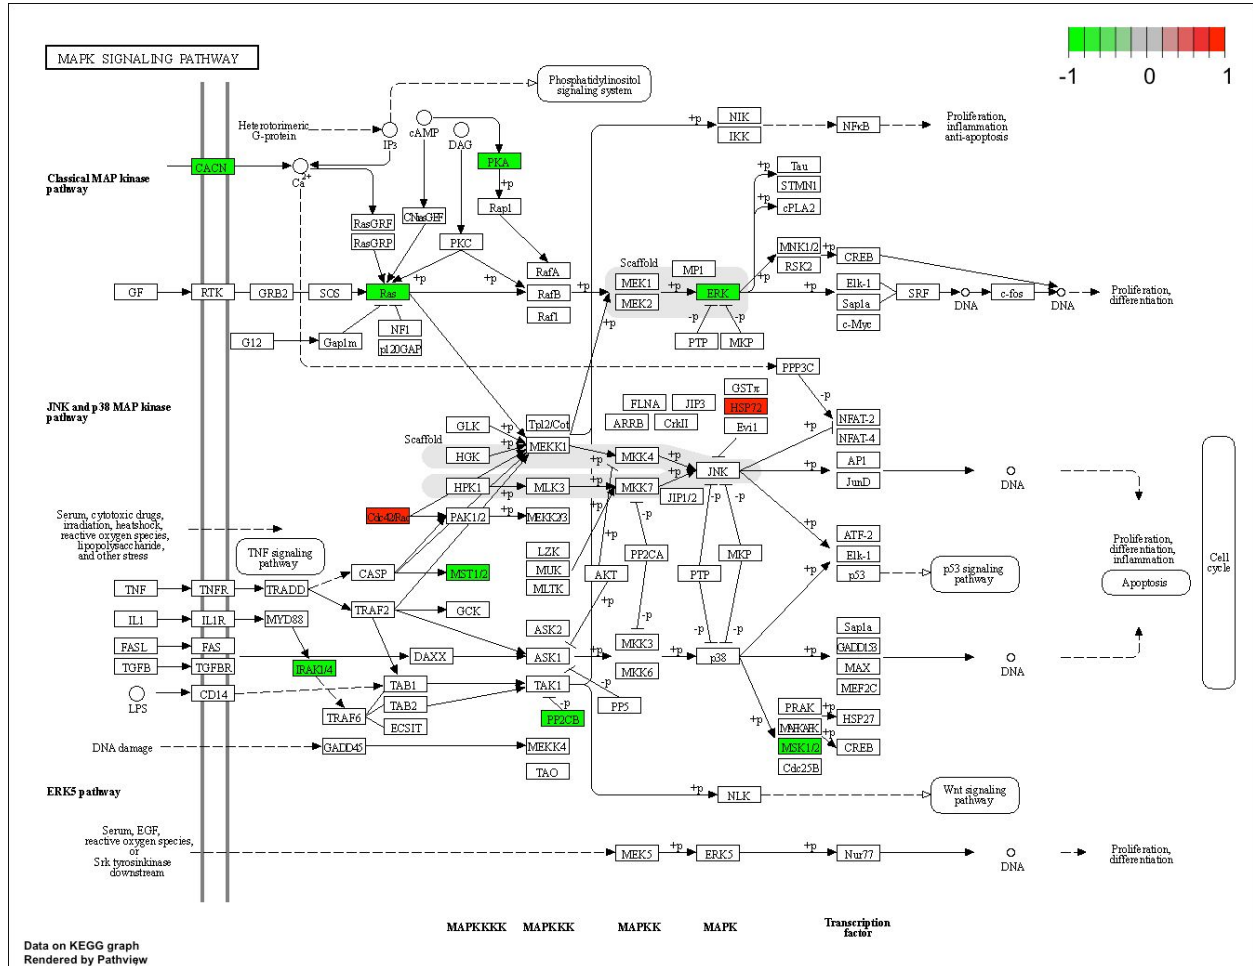 MAPK SIGNALING PATHWAY
-1 0 1
Phosphatidylinositol
signaling system
Heterotorimeric
G-protein
IP3
cAMP
DAG
PKA
+p
NIK
IKK
+p
NFκB
Proliferation,
inflammation
anti-apoptosis
CACN
Ca2+
Classical MAP kinase
pathway
Rap1
Tau
STMN1
cPLA2
+p
+p
RasGRF
RasGRP
CNrasGEF
PKC
RafA
RafB
Raf1
Scaffold
MEK1
MEK2
MP1
MNK1/2
RSK2
+p
CREB
GF
RTK
GRB2
SOS
Ras
+p
+p
+p
+p
ERK
+p
+p
Elk-1
Sap1a
c-Myc
SRF
DNA
c-fos
DNA
Proliferation,
differentiation
G12
Gap1m
NF1
p120GAP
+p
-p
-p
PTP
MKP
PPP3C
-p
JNK and p38 MAP kinase
pathway
GSTπ
HSP72
Evi1
FLNA
JIP3
ARRB
CrkII
NFAT-2
NFAT-4
GLK
Tpl2/Cot
+p
Scaffold
HGK
MEKK1
MKK4
+p
JNK
+p
+p
AP1
JunD
DNA
HPK1
+p
MLK3
+p
MKK7
+p
JIP1/2
Cdc42/Rac
+p
PAK1/2
+p
MEKK2/3
Serum, cytotoxic drugs,
irradiation, heatshock,
reactive oxygen species,
lipopolysaccharide,
and other stress
TNF signaling
pathway
LZK
MUK
MLTK
+p
+p
-p
PP2CA
AKT
-p
-p
PTP
MKP
+p
ATF-2
Elk-1
p53
p53 signaling
pathway
Proliferation,
differentiation,
inflammation
Apoptosis
Cell
cycle
TNF
TNFR
TRADD
CASP
MST1/2
TRAF2
GCK
IL1
IL1R
MYD88
ASK2
+p
-p
-p
-p
+p
FASL
FAS
TGFB
TGFBR
IRAK1/4
DAXX
ASK1
+p
MKK3
MKK6
+p
p38
+p
Sap1a
GADD153
MAX
MEF2C
DNA
LPS
CD14
TAB1
TAB2
TRAF6
ECSIT
TAK1
-p
-p
PP2CB
PP5
+p
PRAK
+p
HSP27
MAPKAPK
+p
MSK1/2
CREB
Cdc25B
DNA damage
GADD45
MEKK4
TAO
ERK5 pathway
+p
NLK
Wnt signaling
pathway
Serum, EGF,
reactive oxygen species,
or
Srk tyrosinkinase
downstream
MEK5
+p
ERK5
+p
Nur77
DNA
Proliferation,
differentiation
MAPKKKK
MAPKKK
MAPKK
MAPK
Transcription
factor
Data on KEGG graph
Rendered by Pathview